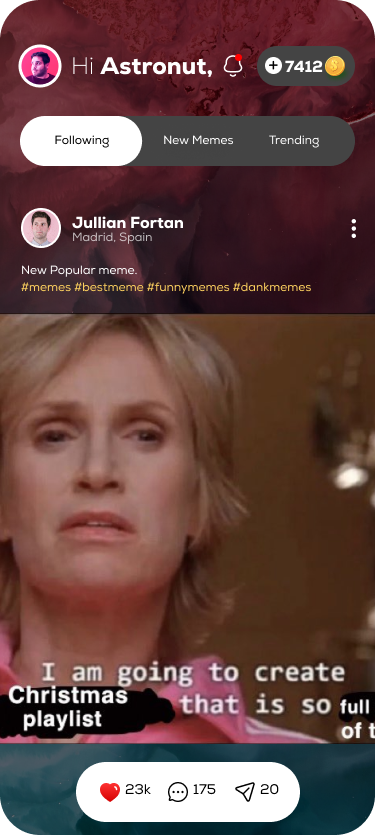 Hi Astronut,
7412
Following New Memes Trending
Jullian Fortan
Madrid, Spain
New Popular meme.
#memes #bestmeme #funnymemes #dankmemes
I am going to create
Christmas playlist that is so full
of t
23k 175 20